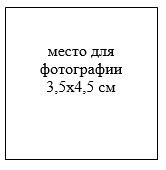 место для
фотографии
3,5х4,5 см